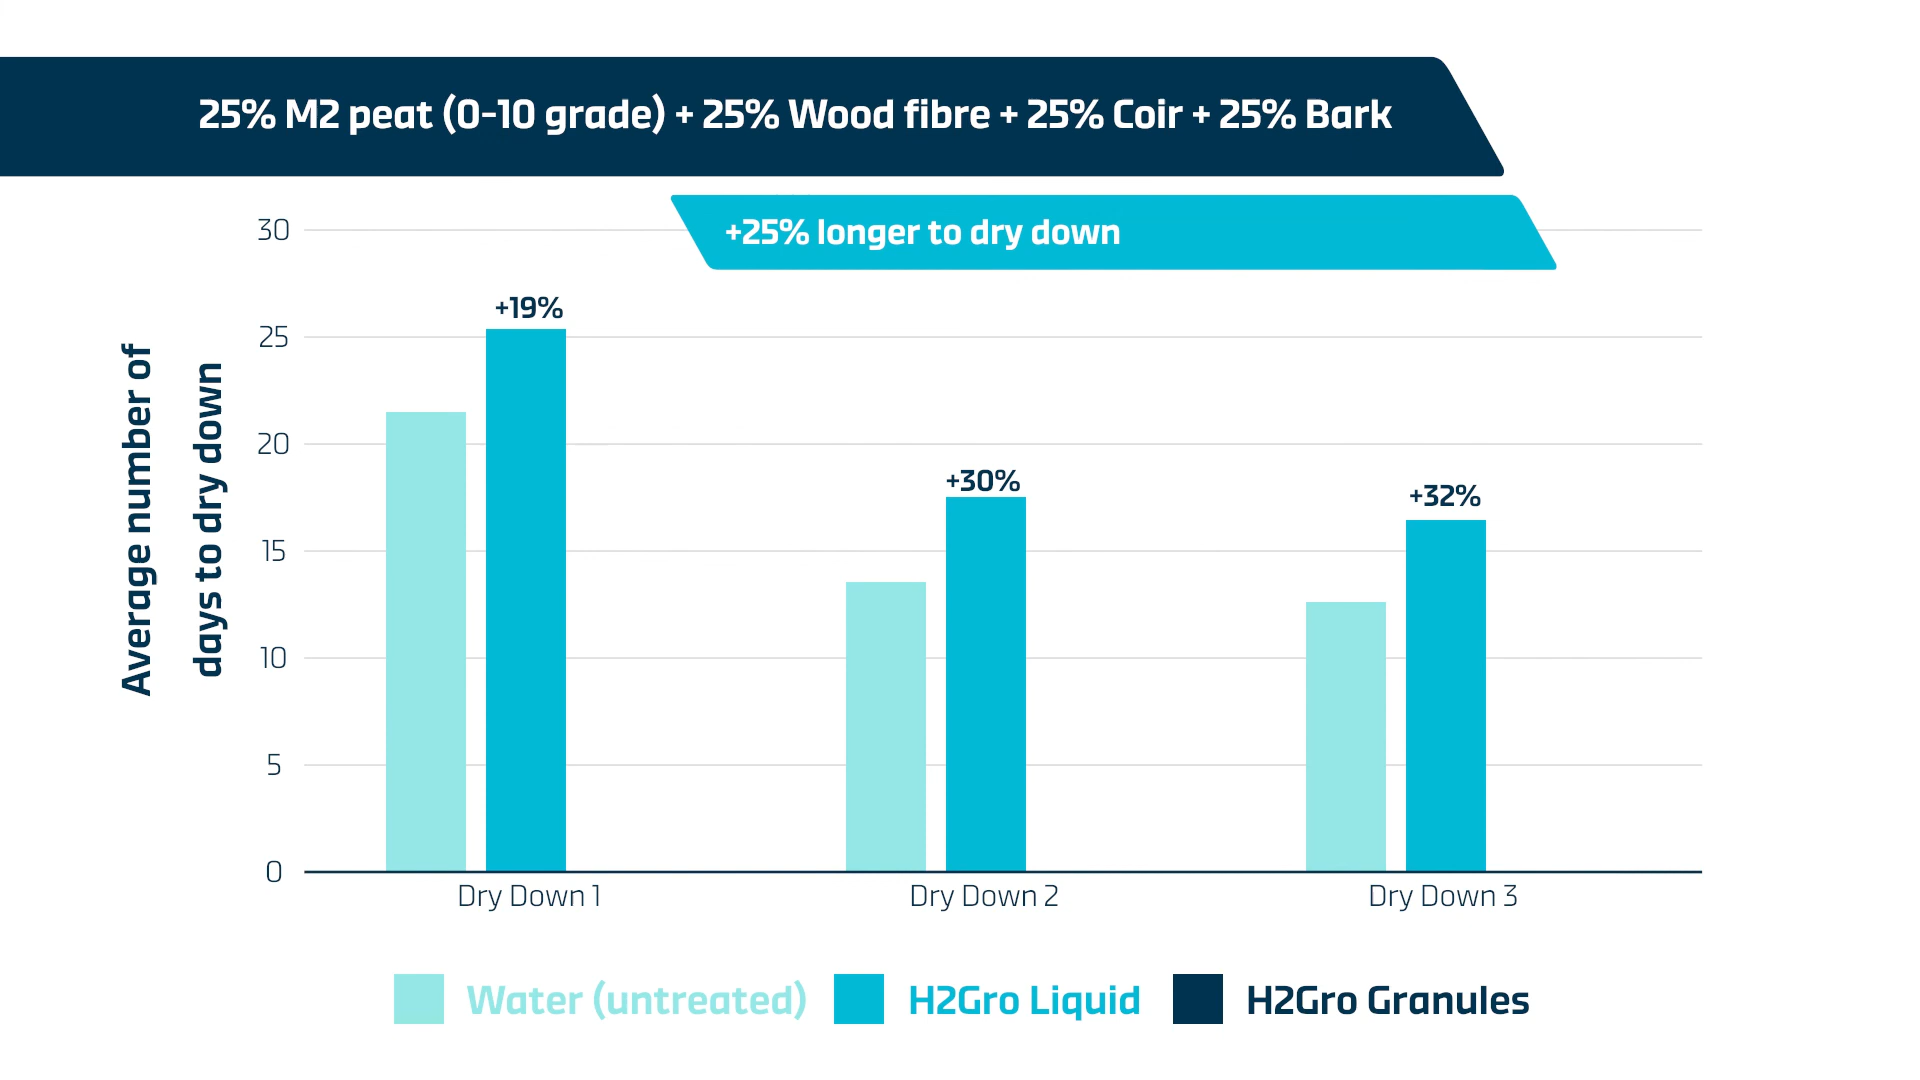 25% M2 peat (0-10 grade) + 25% Wood fibre + 25% Coir + 25% Bark
+25% longer to dry down
Average number of
days to dry down
30
25
20
15
10
5
0
+19%
+30%
+32%
Dry Down 1
Dry Down 2
Dry Down 3
Water (untreated)
H2Gro Liquid
H2Gro Granules